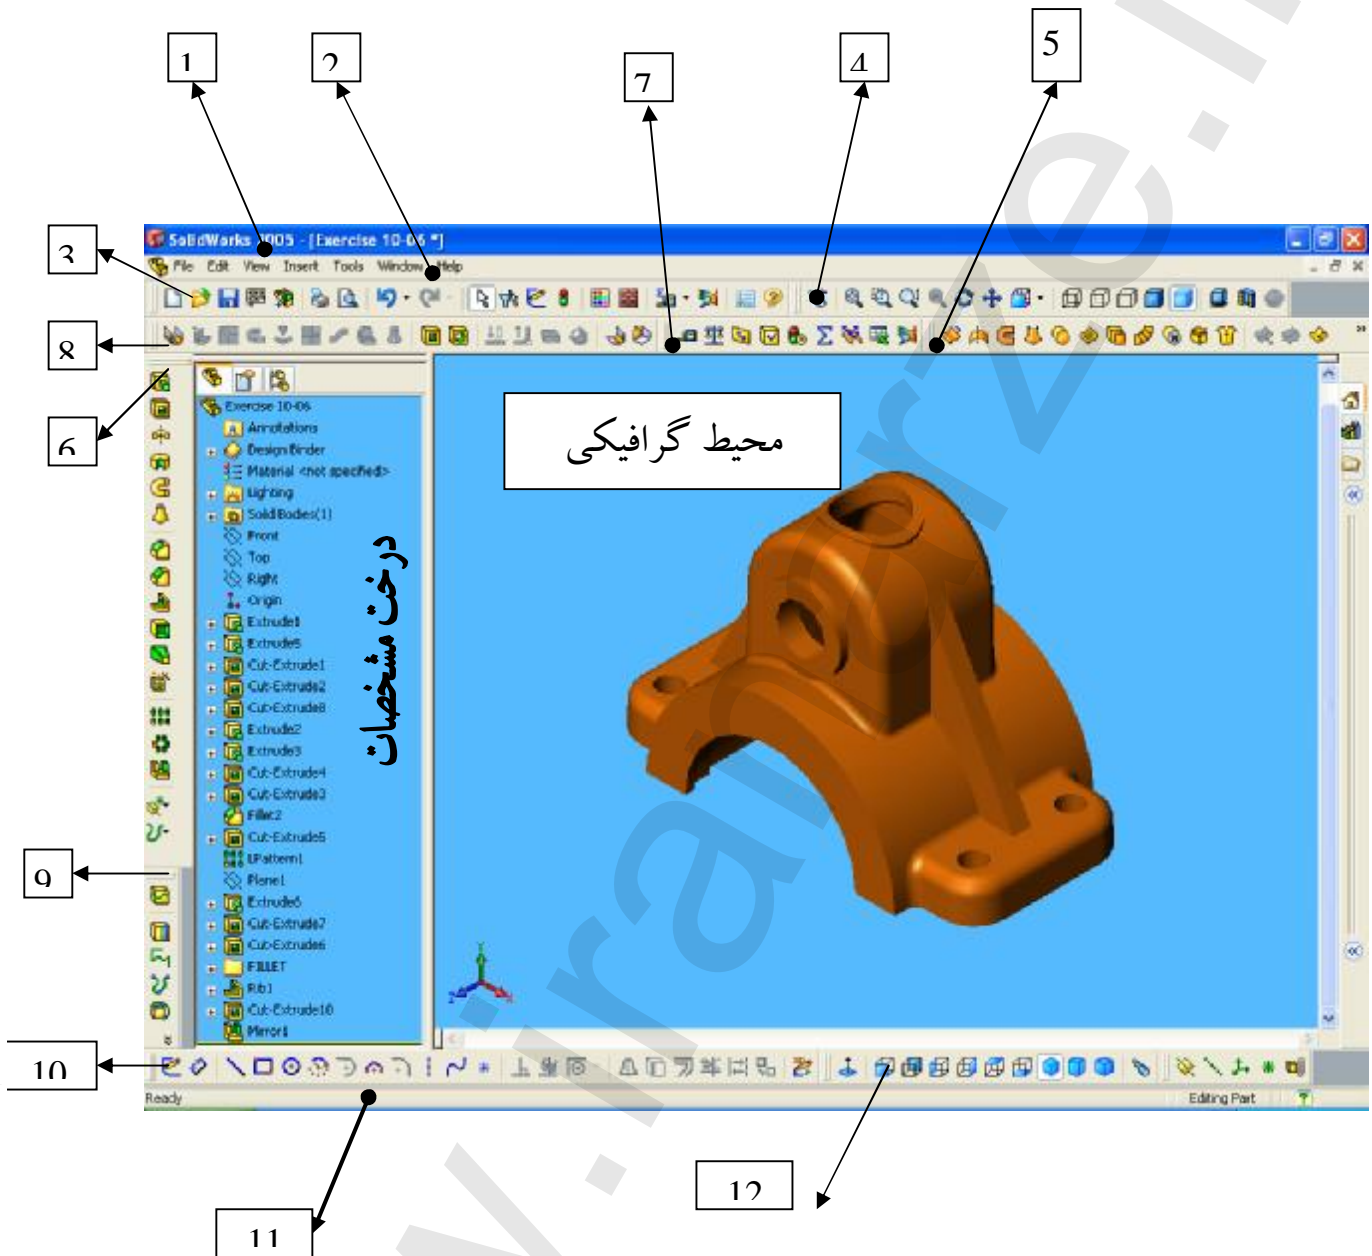 1
2
7
4
5
3
SolidWorks 2005 - [Exercise 10-06 *]
File Edit View Insert Tools Window Help
8
6
محیط گرافیکی
درخت مشخصات
Exercise 10-06
Annotations
Design Binder
Material <not specified>
Lighting
Solid Bodies(1)
Front
Top
Right
Origin
Extrude1
Extrude5
Cut-Extrude1
Cut-Extrude2
Cut-Extrude8
Extrude2
Extrude3
Cut-Extrude4
Cut-Extrude3
Fillet2
Cut-Extrude5
LPattern1
Plane1
Extrude6
Cut-Extrude7
Cut-Extrude6
FILLET
Rib1
Cut-Extrude10
Mirror1
9
10
Ready
Editing Part
12
11